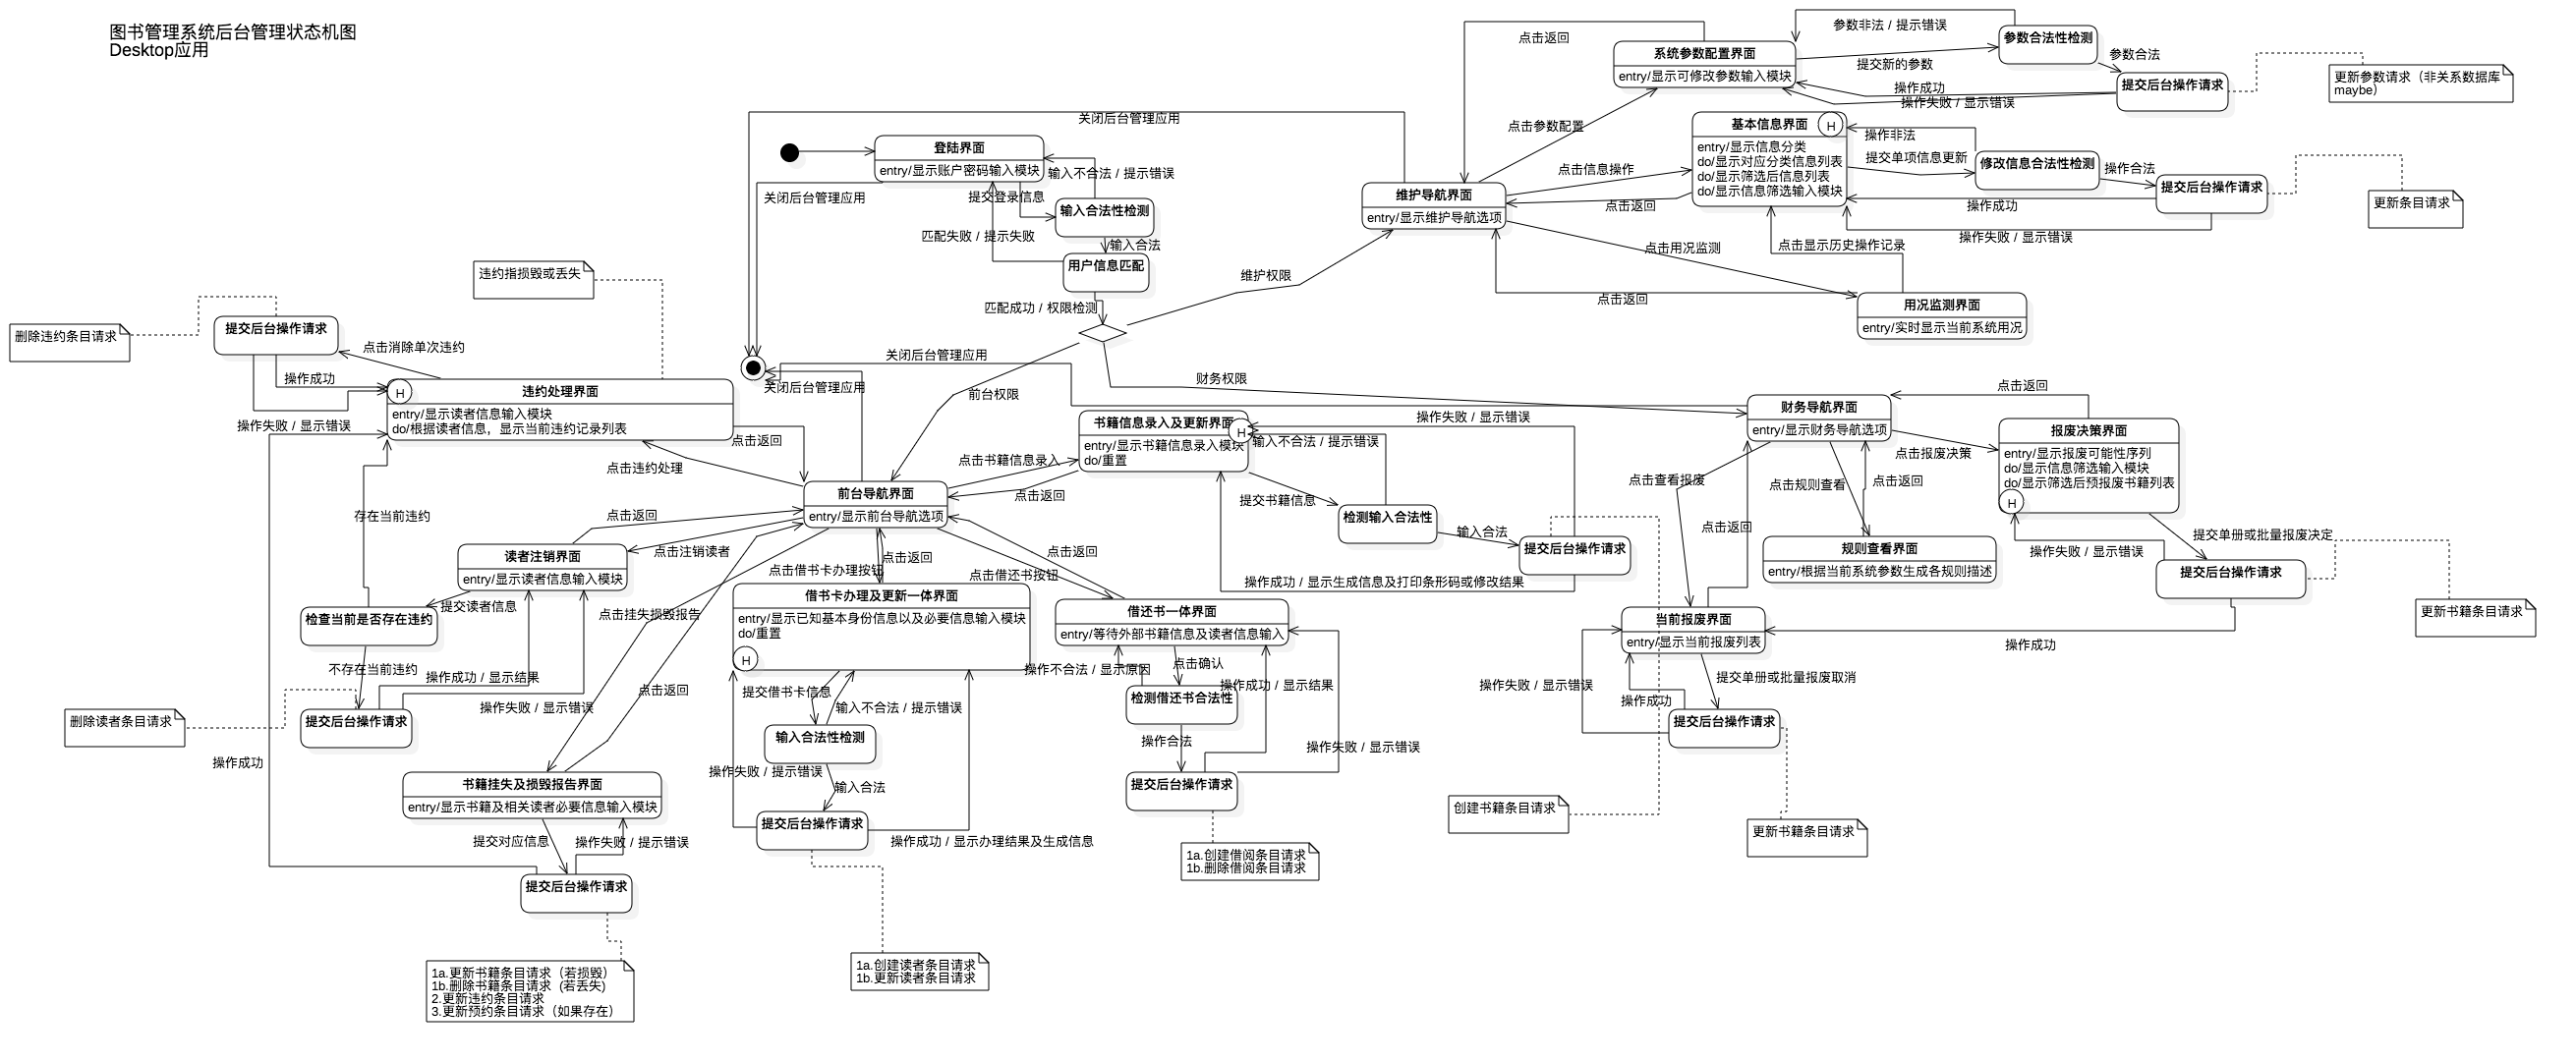 图书管理系统后台管理状态机图
Desktop应用
点击返回
系统参数配置界面
entry/显示可修改参数输入模块
参数非法 / 提示错误
提交新的参数
参数合法性检测
参数合法
提交后台操作请求
操作成功
操作失败 / 显示错误
更新参数请求（非关系数据库
maybe）
关闭后台管理应用
登陆界面
entry/显示账户密码输入模块
关闭后台管理应用
输入不合法 / 提示错误
提交登录信息
输入合法性检测
匹配失败 / 提示失败
输入合法
用户信息匹配
匹配成功 / 权限检测
点击参数配置
维护导航界面
entry/显示维护导航选项
点击信息操作
点击返回
基本信息界面
H
entry/显示信息分类
do/显示对应分类信息列表
do/显示筛选后信息列表
do/显示信息筛选输入模块
操作非法
提交单项信息更新
修改信息合法性检测
操作合法
提交后台操作请求
操作成功
操作失败 / 显示错误
更新条目请求
点击显示历史操作记录
点击用况监测
点击返回
用况监测界面
entry/实时显示当前系统用况
维护权限
财务权限
前台权限
关闭后台管理应用
关闭后台管理应用
违约指损毁或丢失
删除违约条目请求
提交后台操作请求
点击消除单次违约
操作成功
操作失败 / 显示错误
违约处理界面
H
entry/显示读者信息输入模块
do/根据读者信息，显示当前违约记录列表
点击返回
点击违约处理
前台导航界面
entry/显示前台导航选项
点击书籍信息录入
点击返回
书籍信息录入及更新界面
H
entry/显示书籍信息录入模块
do/重置
操作失败 / 显示错误
输入不合法 / 提示错误
提交书籍信息
检测输入合法性
输入合法
提交后台操作请求
操作成功 / 显示生成信息及打印条形码或修改结果
财务导航界面
entry/显示财务导航选项
点击返回
点击报废决策
报废决策界面
entry/显示报废可能性序列
do/显示信息筛选输入模块
do/显示筛选后预报废书籍列表
H
点击查看报废
点击规则查看
点击返回
点击返回
规则查看界面
entry/根据当前系统参数生成各规则描述
提交单册或批量报废决定
操作失败 / 显示错误
提交后台操作请求
更新书籍条目请求
操作成功
当前报废界面
entry/显示当前报废列表
提交单册或批量报废取消
操作失败 / 显示错误
操作成功
提交后台操作请求
创建书籍条目请求
更新书籍条目请求
存在当前违约
点击返回
点击注销读者
读者注销界面
entry/显示读者信息输入模块
提交读者信息
检查当前是否存在违约
不存在当前违约
操作成功 / 显示结果
操作失败 / 显示错误
提交后台操作请求
删除读者条目请求
点击挂失损毁报告
点击返回
操作成功
书籍挂失及损毁报告界面
entry/显示书籍及相关读者必要信息输入模块
提交对应信息
操作失败 / 提示错误
提交后台操作请求
1a.更新书籍条目请求（若损毁）
1b.删除书籍条目请求（若丢失)
2.更新违约条目请求
3.更新预约条目请求（如果存在）
点击借书卡办理按钮
点击返回
借书卡办理及更新一体界面
entry/显示已知基本身份信息以及必要信息输入模块
do/重置
H
提交借书卡信息
输入不合法 / 提示错误
输入合法性检测
操作失败 / 提示错误
输入合法
提交后台操作请求
操作成功 / 显示办理结果及生成信息
1a.创建读者条目请求
1b.更新读者条目请求
点击借还书按钮
点击返回
借还书一体界面
entry/等待外部书籍信息及读者信息输入
操作不合法 / 显示原因
点击确认
检测借还书合法性
操作成功 / 显示结果
操作合法
操作失败 / 显示错误
提交后台操作请求
1a.创建借阅条目请求
1b.删除借阅条目请求